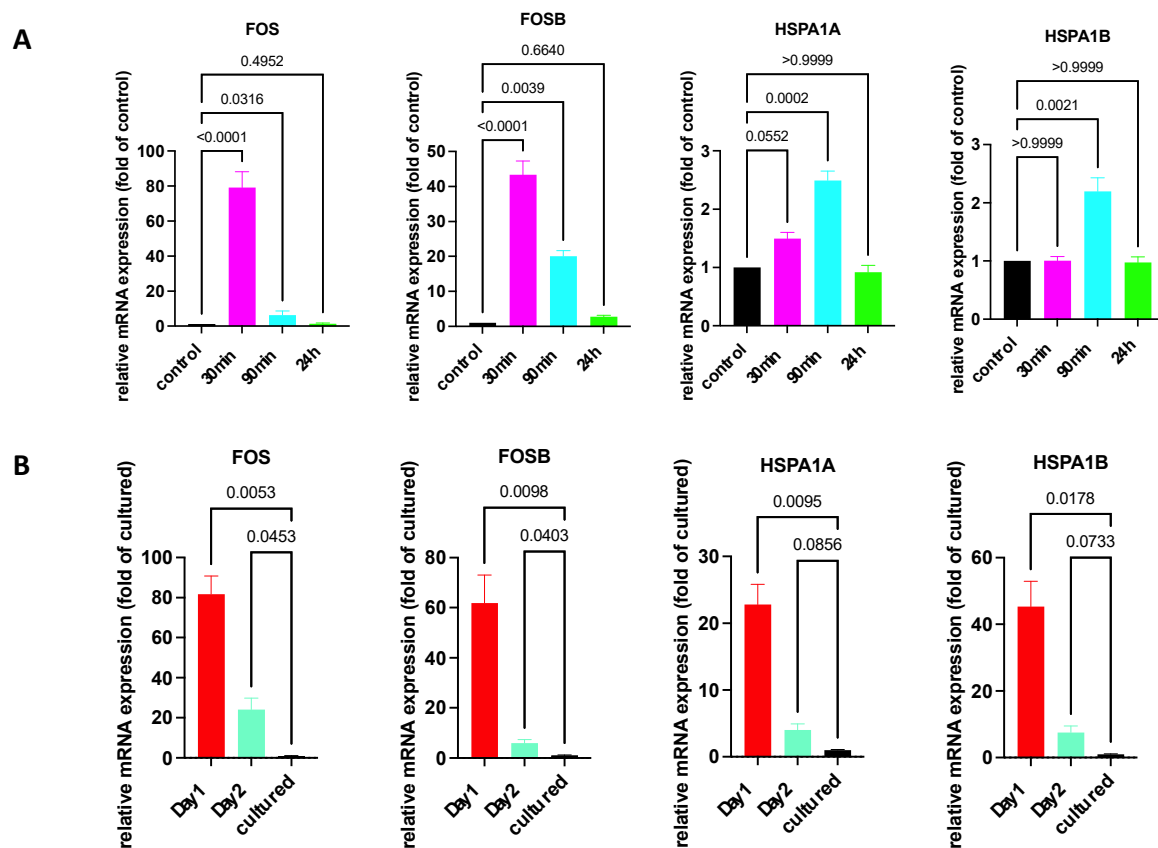 A
FOS
relative mRNA expression (fold of control)
0.4952
0.0316
<0.0001
100
80
60
40
20
0
control
30min
90min
24h
FOSB
relative mRNA expression (fold of control)
0.6640
0.0039
<0.0001
50
40
30
20
10
0
control
30min
90min
24h
HSPA1A
relative mRNA expression (fold of control)
>0.9999
0.0002
0.0552
3
2
1
0
control
30min
90min
24h
HSPA1B
relative mRNA expression (fold of control)
>0.9999
0.0021
>0.9999
3
2
1
0
control
30min
90min
24h
B
FOS
relative mRNA expression (fold of cultured)
0.0053
0.0453
100
80
60
40
20
0
Day1
Day2
cultured
FOSB
relative mRNA expression (fold of cultured)
0.0098
0.0403
80
60
40
20
0
Day1
Day2
cultured
HSPA1A
relative mRNA expression (fold of cultured)
0.0095
0.0856
30
20
10
0
Day1
Day2
cultured
HSPA1B
relative mRNA expression (fold of cultured)
0.0178
0.0733
60
40
20
0
Day1
Day2
cultured